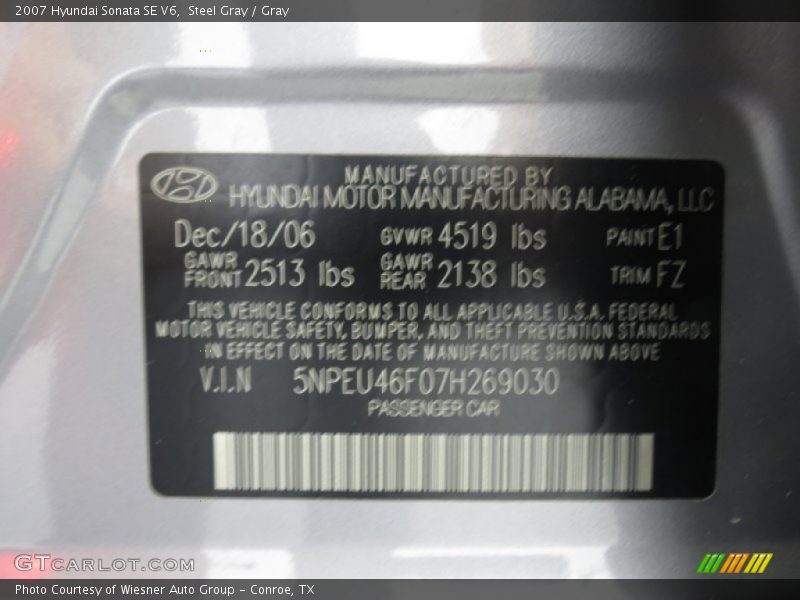 2007 Hyundai Sonata SE V6, Steel Gray / Gray
MANUFACTURED BY
HYUNDAI MOTOR MANUFACTURING ALABAMA, LLC
Dec/18/06 GVWR 4519 lbs PAINT E1
GAWR FRONT 2513 lbs GAWR REAR 2138 lbs TRIM FZ
THIS VEHICLE CONFORMS TO ALL APPLICABLE U.S.A. FEDERAL
MOTOR VEHICLE SAFETY, BUMPER, AND THEFT PREVENTION STANDARDS
IN EFFECT ON THE DATE OF MANUFACTURE SHOWN ABOVE
V.I.N 5NPEU46F07H269030
PASSENGER CAR
GTCARLOT.COM
Photo Courtesy of Wiesner Auto Group - Conroe, TX